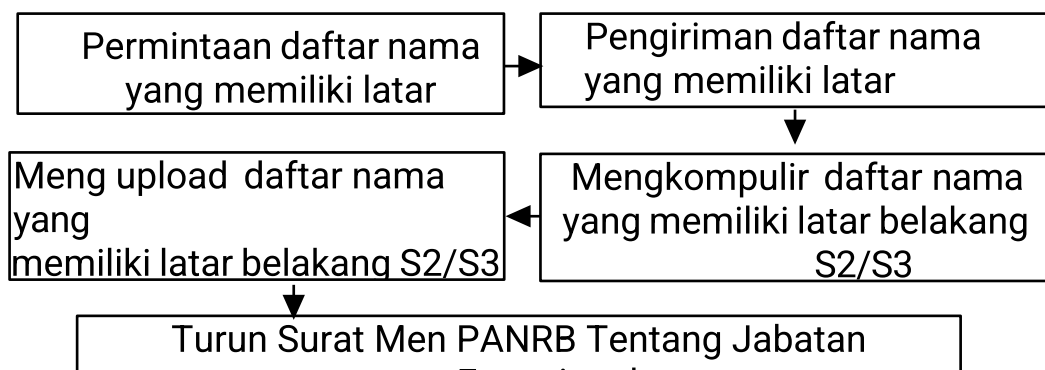 Permintaan daftar nama
yang memiliki latar
Pengiriman daftar nama
yang memiliki latar
Mengkompulir daftar nama
yang memiliki latar belakang
S2/S3
Meng upload daftar nama
yang
memiliki latar belakang S2/S3
Turun Surat Men PANRB Tentang Jabatan